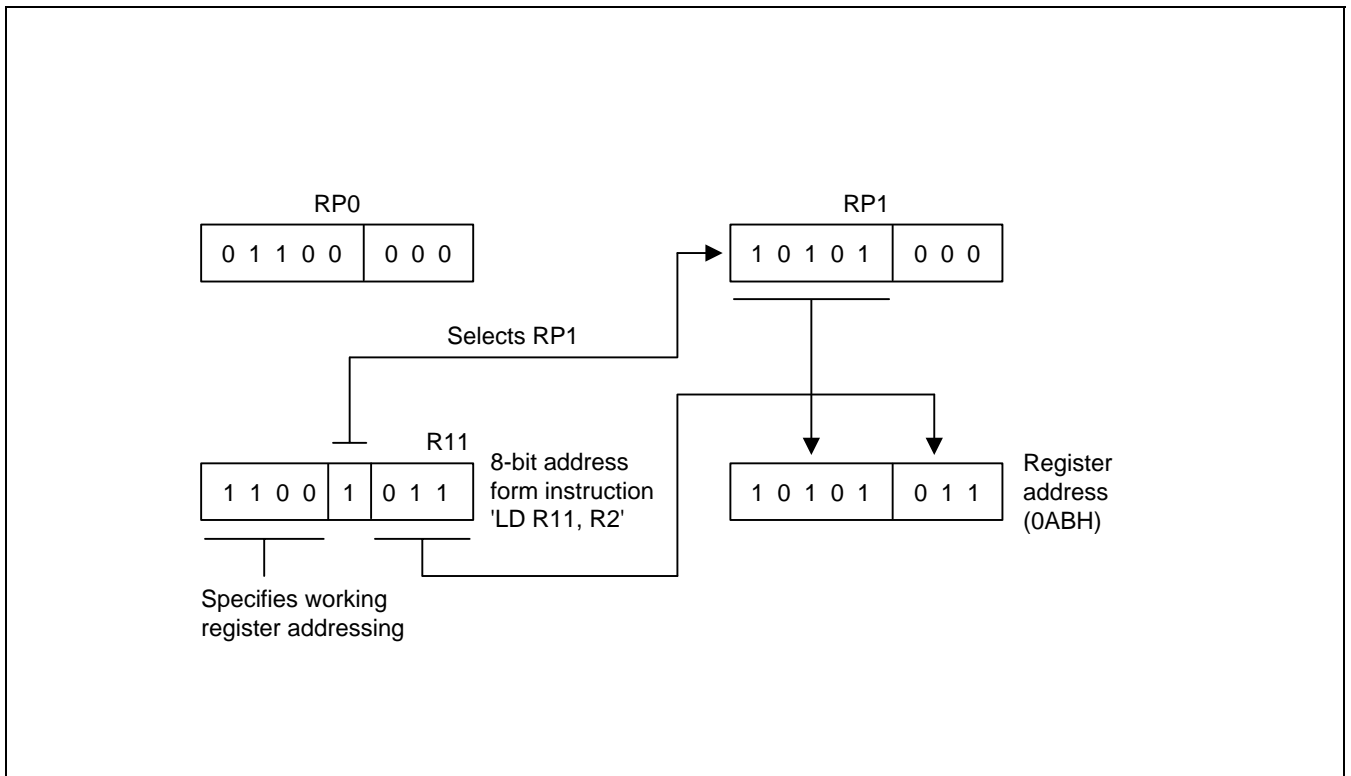 RP0
RP1
0 1 1 0 0 0 0 0
1 0 1 0 1 0 0 0
Selects RP1
R11
1 1 0 0 1 0 1 1
8-bit address
form instruction
'LD R11, R2'
1 0 1 0 1 0 1 1
Register
address
(0ABH)
Specifies working
register addressing